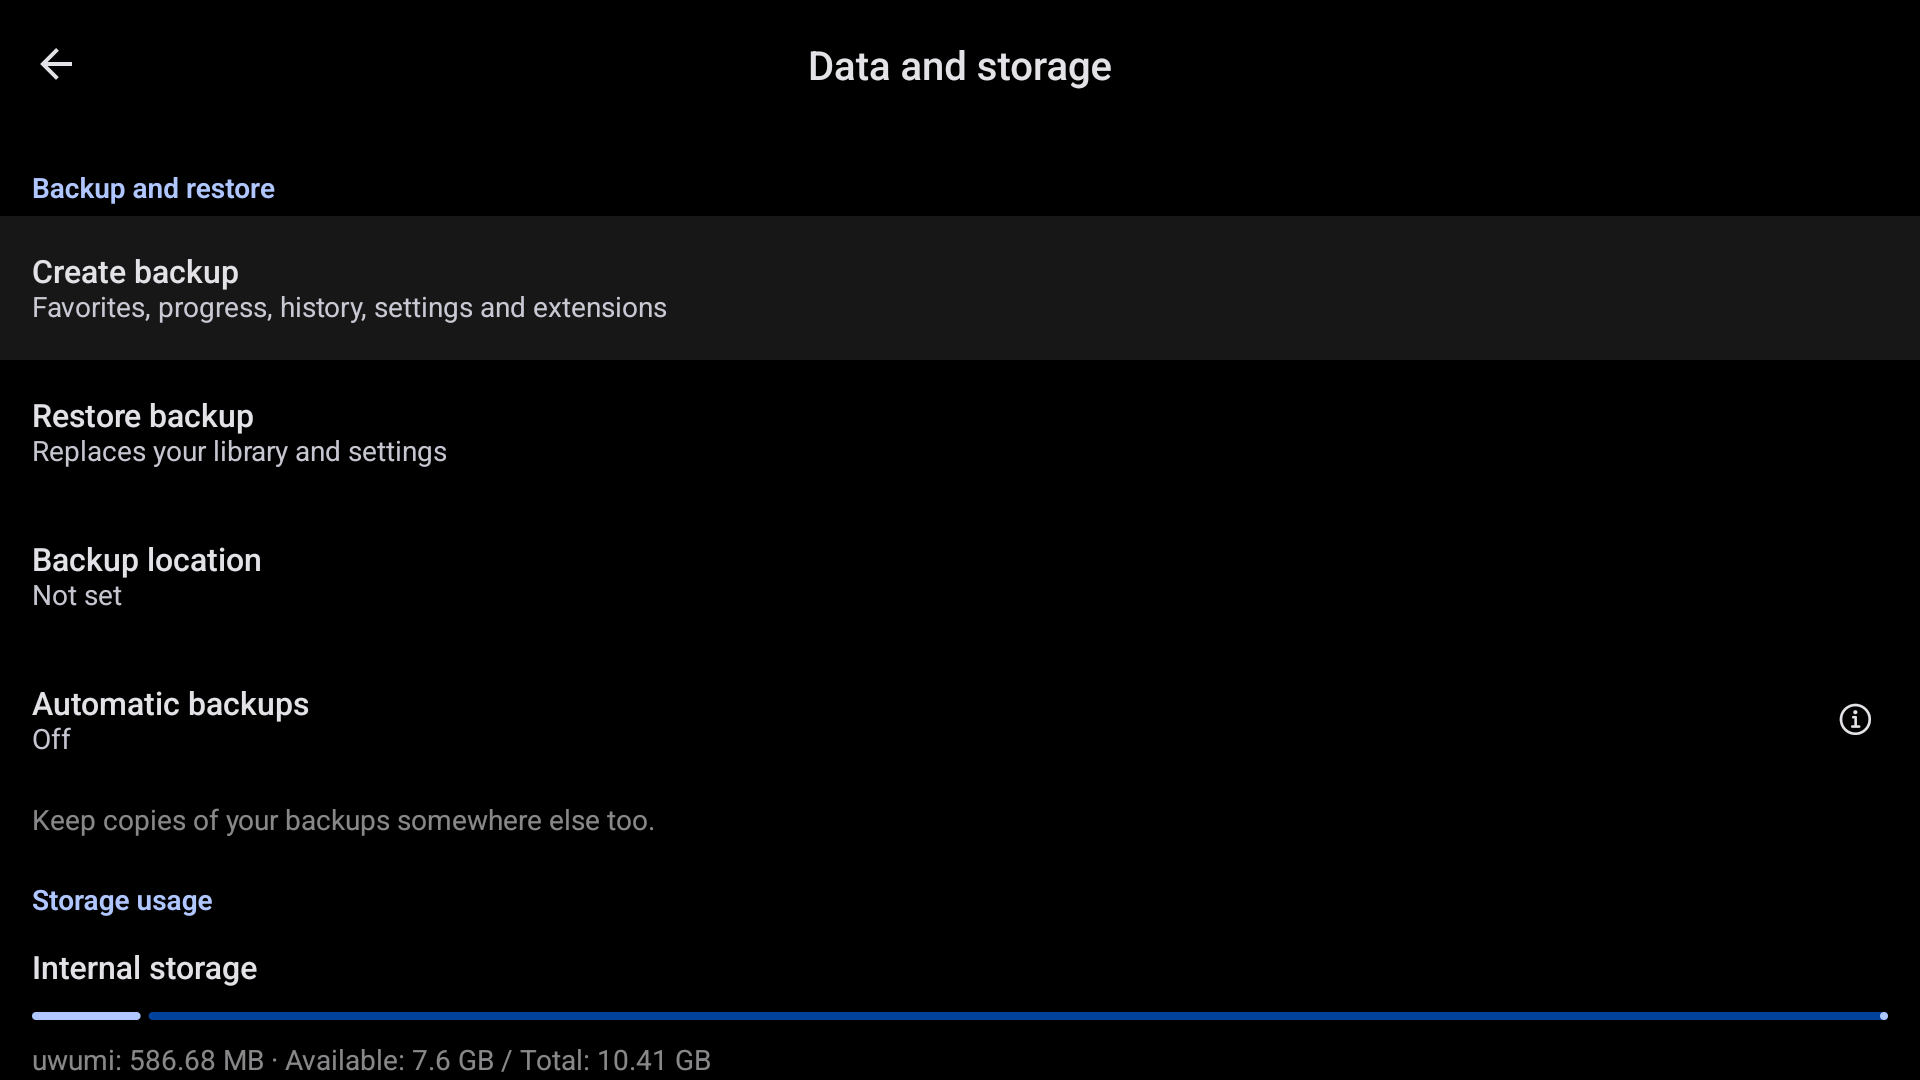 Data and storage
Backup and restore
Create backup
Favorites, progress, history, settings and extensions
Restore backup
Replaces your library and settings
Backup location
Not set
Automatic backups
Off
Keep copies of your backups somewhere else too.
Storage usage
Internal storage
uwumi: 586.68 MB · Available: 7.6 GB / Total: 10.41 GB